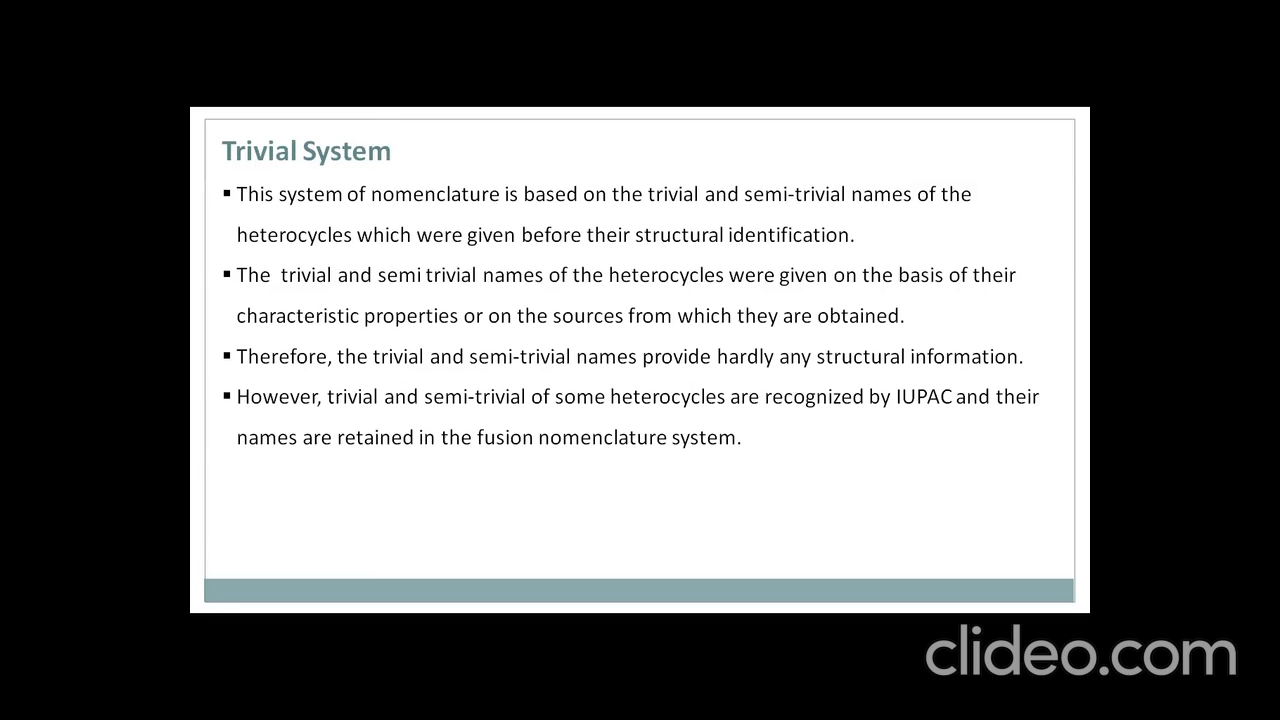 Trivial System
▪ This system of nomenclature is based on the trivial and semi-trivial names of the
heterocycles which were given before their structural identification.
▪ The trivial and semi trivial names of the heterocycles were given on the basis of their
characteristic properties or on the sources from which they are obtained.
▪ Therefore, the trivial and semi-trivial names provide hardly any structural information.
▪ However, trivial and semi-trivial of some heterocycles are recognized by IUPAC and their
names are retained in the fusion nomenclature system.
clideo.com